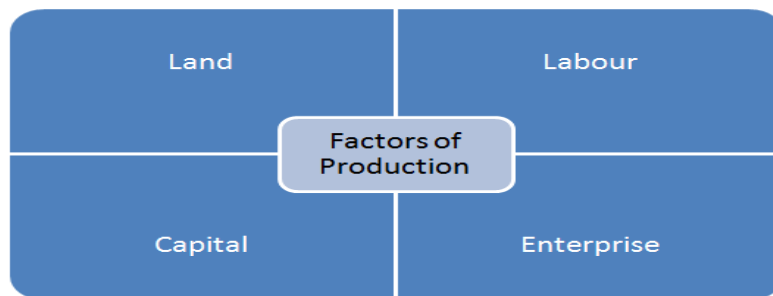 Land
Labour
Factors of
Production
Capital
Enterprise